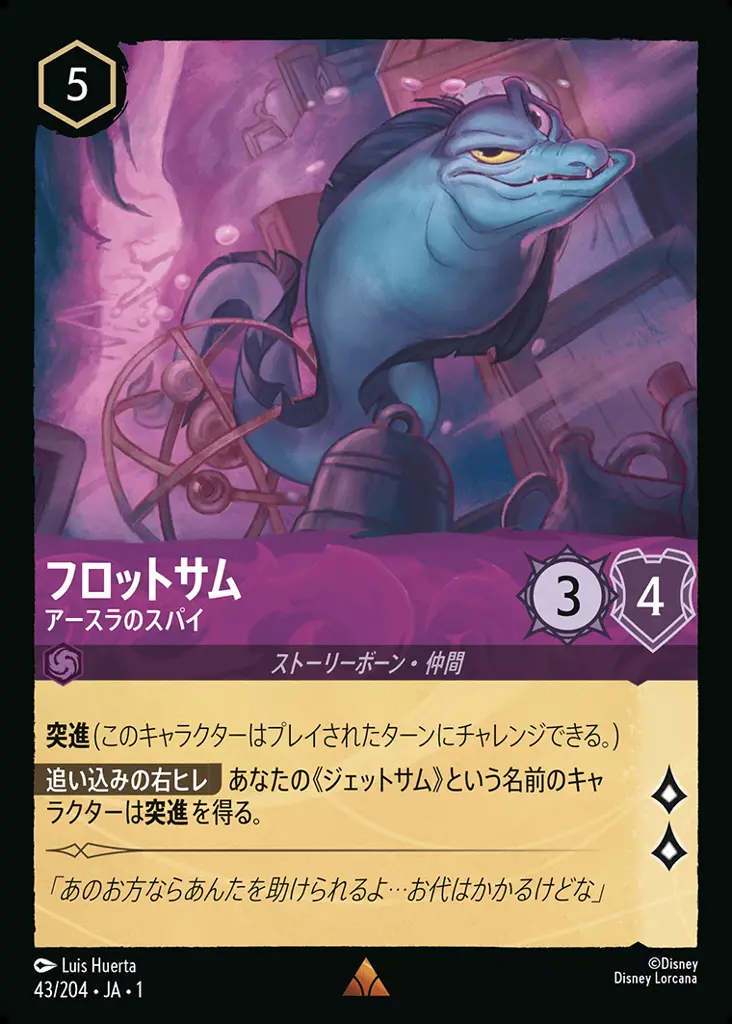 5
フロットサム
アースラのスパイ
3
4
ストーリーボーン・仲間
突進(このキャラクターはプレイされたターンにチャレンジできる。)
追い込みの右ヒレ あなたの《ジェットサム》という名前のキャ
ラクターは突進を得る。
「あのお方ならあんたを助けられるよ…お代はかかるけどな」
Luis Huerta
43/204 • JA • 1
©Disney
Disney Lorcana